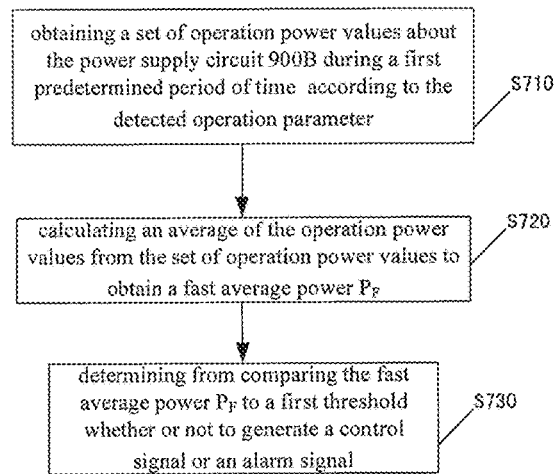 obtaining a set of operation power values about
the power supply circuit 900B during a first
predetermined period of time according to the
detected operation parameter
S710
calculating an average of the operation power
values from the set of operation power values to
obtain a fast average power PF
S720
determining from comparing the fast
average power PF to a first threshold
whether or not to generate a control
signal or an alarm signal
S730